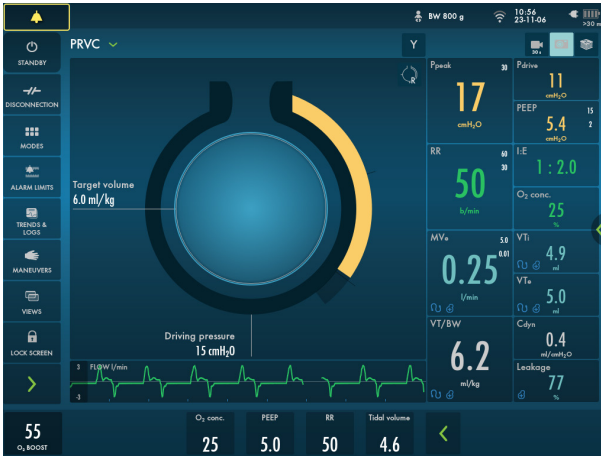 BW 800 g
10:56
23-11-06
>30 m
STANDBY
DISCONNECTION
MODES
ALARM LIMITS
TRENDS &
LOGS
MANEUVERS
VIEWS
LOCK SCREEN
55
O₂ BOOST
PRVC
Y
R
Target volume
6.0 ml/kg
Driving pressure
15 cmH₂O
3 FLOW l/min
-3
30 s
Ppeak 30
17
cmH₂O
Pdrive
11
cmH₂O
PEEP 15
5.4 2
cmH₂O
RR 60
30
50
b/min
I:E
1 : 2.0
O₂ conc.
25
%
MVe 5.0
0.25 0.01
l/min
VTi
4.9
ml
VTe
5.0
ml
VT/BW
6.2
ml/kg
Cdyn
0.4
ml/cmH₂O
Leakage
77
%
O₂ conc. PEEP RR Tidal volume
25 5.0 50 4.6